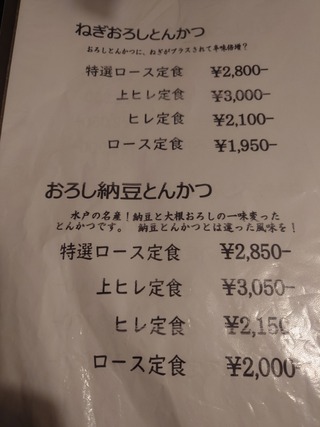 ねぎおろしとんかつ
おろしとんかつに、ねぎがプラスされて辛味倍増?
特選ロース定食 ¥2,800-
上ヒレ定食 ¥3,000-
ヒレ定食 ¥2,100-
ロース定食 ¥1,950-
おろし納豆とんかつ
水戸の名産!納豆と大根おろしの一味変った
とんかつです。 納豆とんかつとは違った風味を!
特選ロース定食 ¥2,850-
上ヒレ定食 ¥3,050-
ヒレ定食 ¥2,150
ロース定食 ¥2,000-